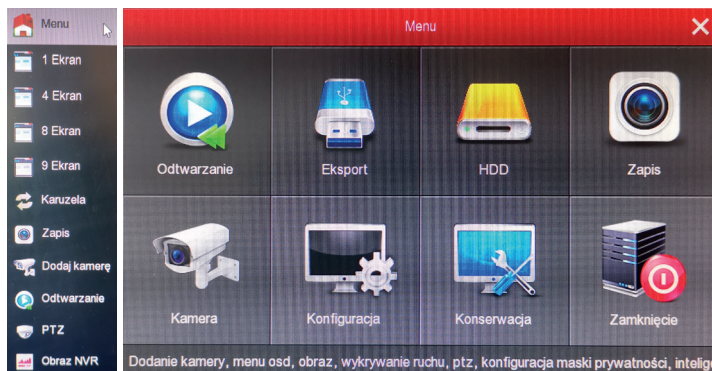 Menu
1 Ekran
4 Ekran
8 Ekran
9 Ekran
Karuzela
Zapis
Dodaj kamerę
Odtwarzanie
PTZ
Obraz NVR
Menu
Odtwarzanie
Eksport
HDD
Zapis
Kamera
Konfiguracja
Konserwacja
Zamknięcie
Dodanie kamery, menu osd, obraz, wykrywanie ruchu, ptz, konfiguracja maski prywatności, intelig